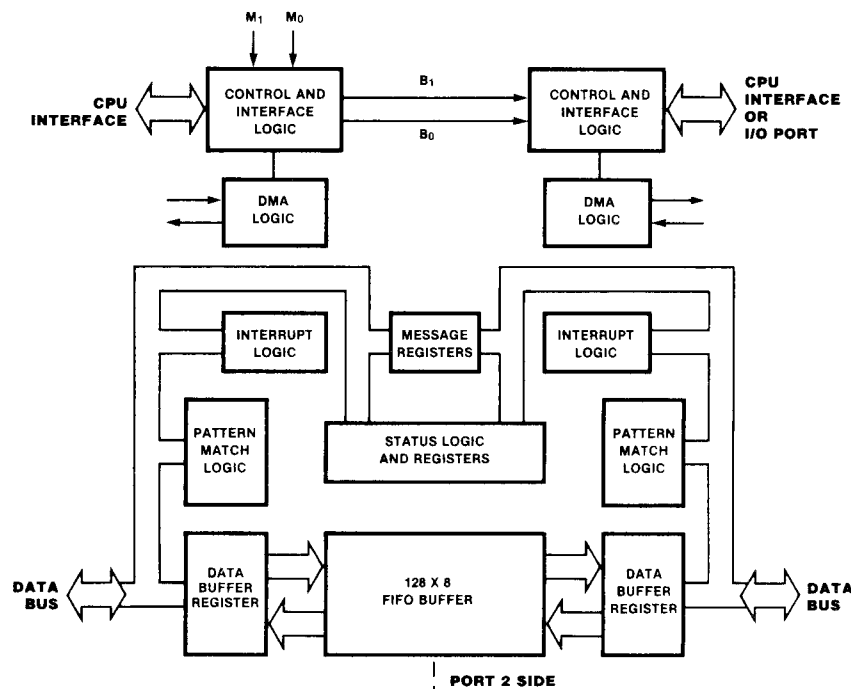 M1 M0
CPU
INTERFACE
CONTROL AND
INTERFACE
LOGIC
B1
B0
CONTROL AND
INTERFACE
LOGIC
CPU
INTERFACE
OR
I/O PORT
DMA
LOGIC
DMA
LOGIC
INTERRUPT
LOGIC
MESSAGE
REGISTERS
INTERRUPT
LOGIC
PATTERN
MATCH
LOGIC
STATUS LOGIC
AND REGISTERS
PATTERN
MATCH
LOGIC
DATA
BUS
DATA
BUFFER
REGISTER
128 X 8
FIFO BUFFER
DATA
BUFFER
REGISTER
DATA
BUS
PORT 2 SIDE